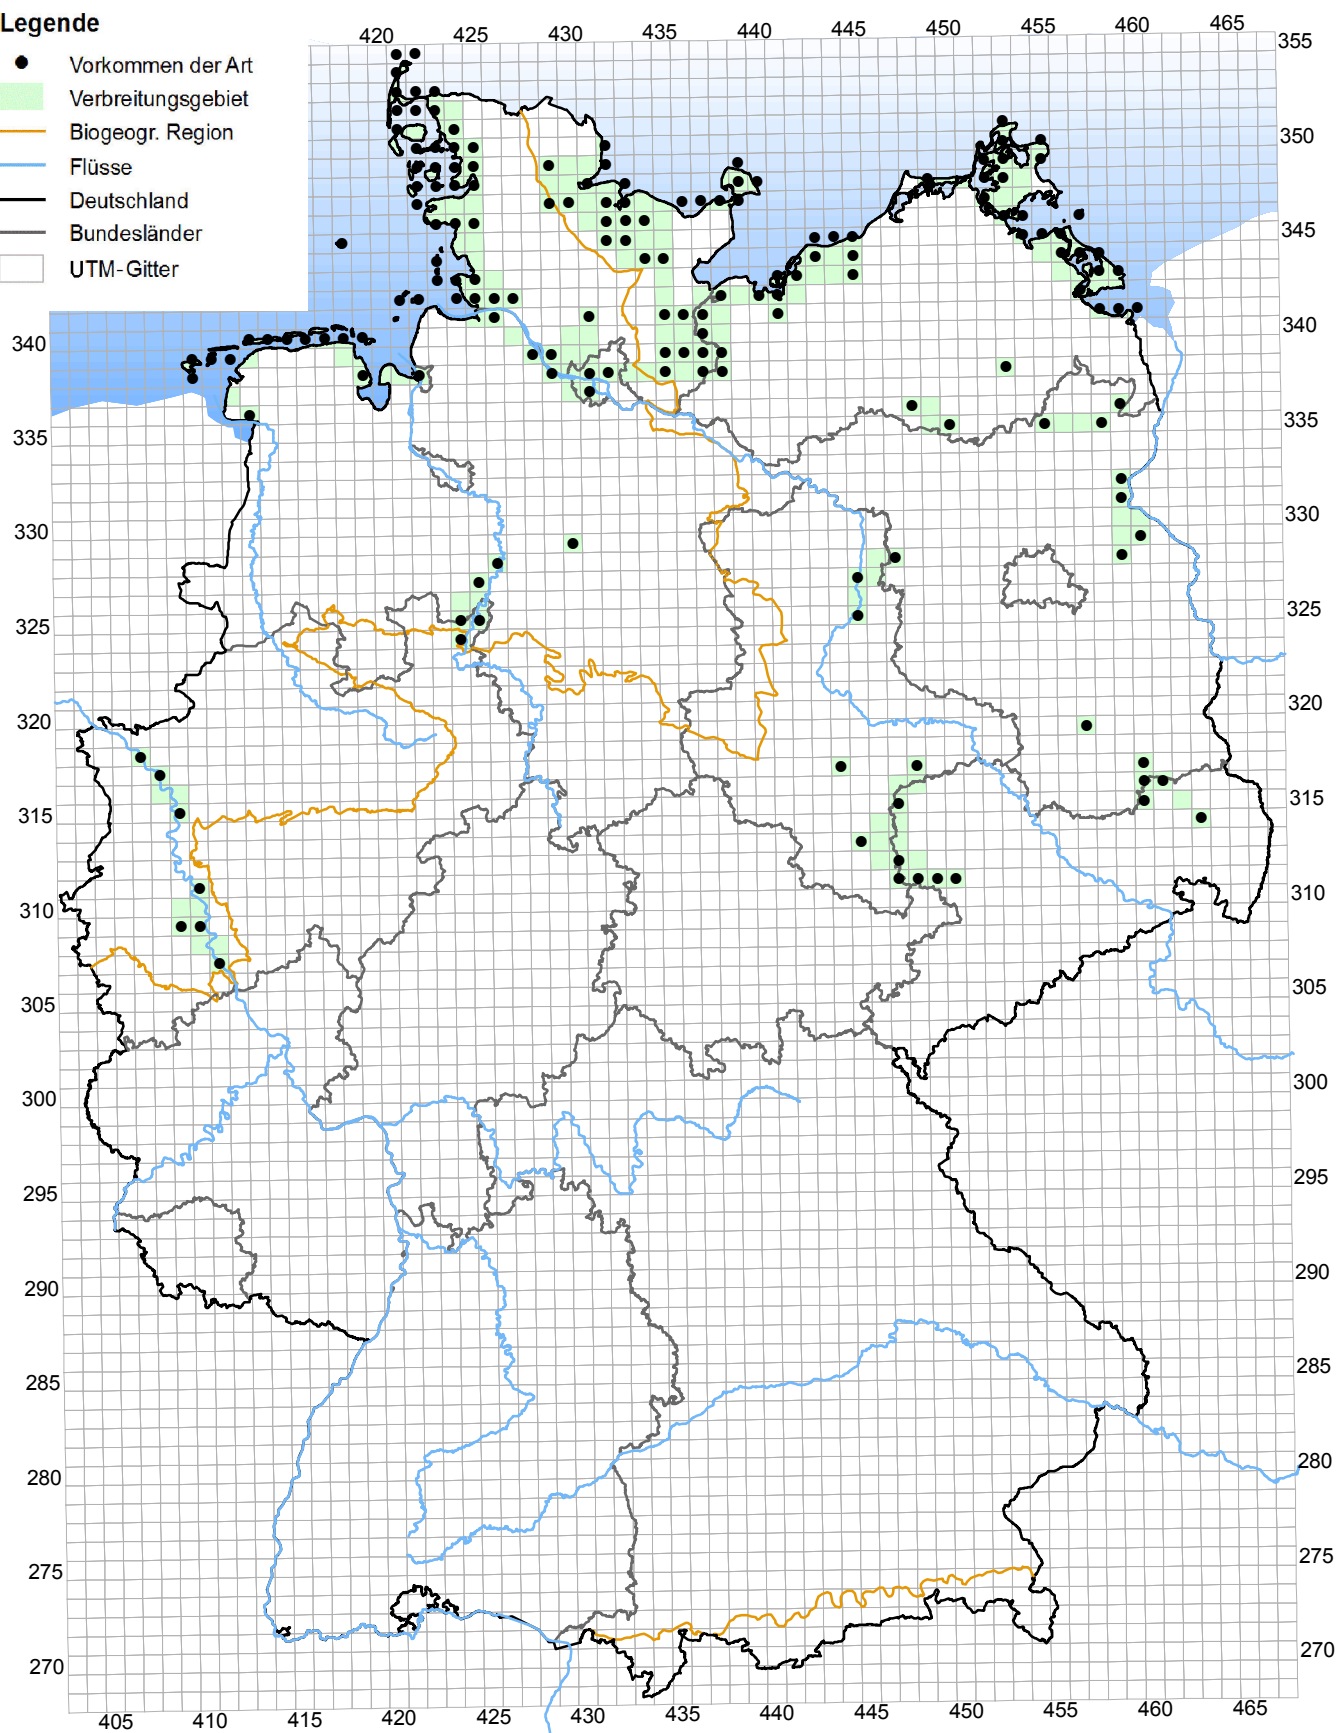 Legende
Vorkommen der Art
Verbreitungsgebiet
Biogeogr. Region
Flüsse
Deutschland
Bundesländer
UTM-Gitter
420 425 430 435 440 445 450 455 460 465
355
350
345
340 340
335 335
330 330
325 325
320 320
315 315
310 310
305 305
300 300
295 295
290 290
285 285
280 280
275 275
270 270
405 410 415 420 425 430 435 440 445 450 455 460 465